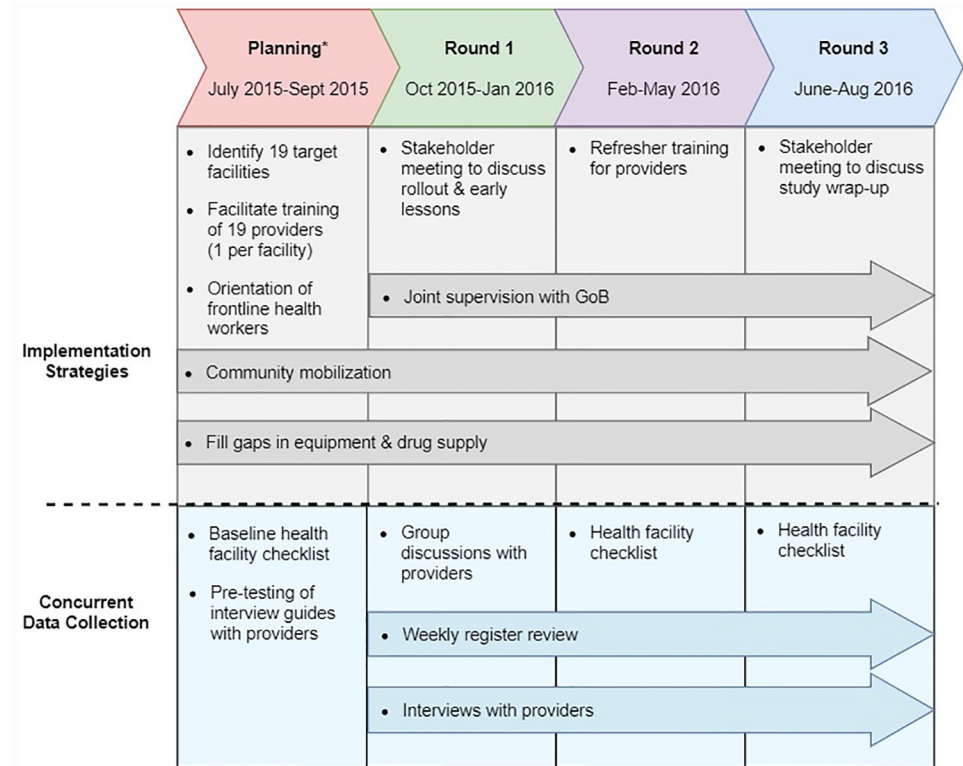 Planning*
July 2015-Sept 2015
Round 1
Oct 2015-Jan 2016
Round 2
Feb-May 2016
Round 3
June-Aug 2016
Implementation
Strategies
• Identify 19 target
facilities
• Facilitate training
of 19 providers
(1 per facility)
• Orientation of
frontline health
workers
• Stakeholder
meeting to discuss
rollout & early
lessons
• Refresher training
for providers
• Stakeholder
meeting to discuss
study wrap-up
• Joint supervision with GoB
• Community mobilization
• Fill gaps in equipment & drug supply
Concurrent
Data Collection
• Baseline health
facility checklist
• Pre-testing of
interview guides
with providers
• Group
discussions with
providers
• Health facility
checklist
• Health facility
checklist
• Weekly register review
• Interviews with providers